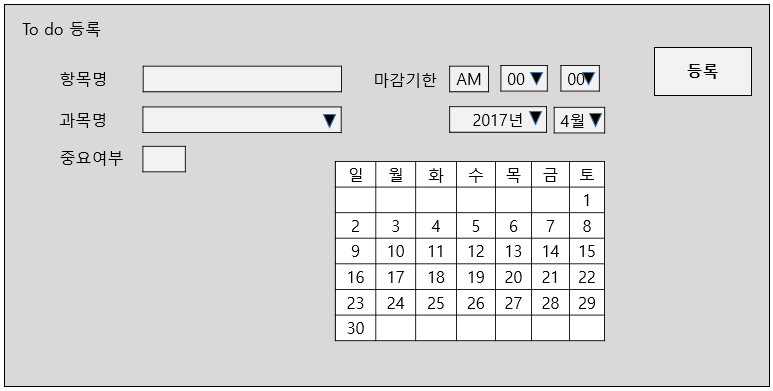 To do 등록
항목명 마감기한 AM 00 00 등록
과목명 2017년 4월
중요여부
일 월 화 수 목 금 토
1
2 3 4 5 6 7 8
9 10 11 12 13 14 15
16 17 18 19 20 21 22
23 24 25 26 27 28 29
30